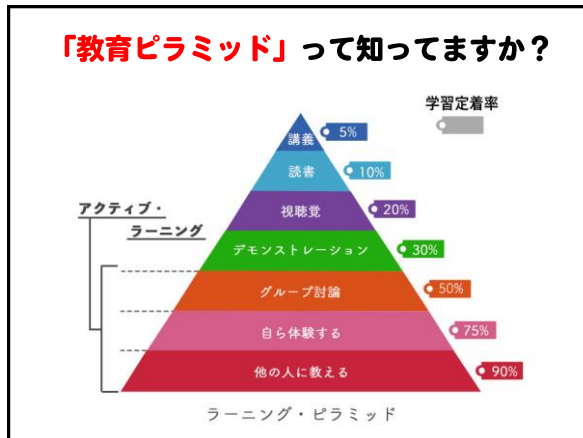 「教育ピラミッド」って知ってますか？
学習定着率
講義 5%
読書 10%
視聴覚 20%
デモンストレーション 30%
アクティブ・
ラーニング
グループ討論 50%
自ら体験する 75%
他の人に教える 90%
ラーニング・ピラミッド